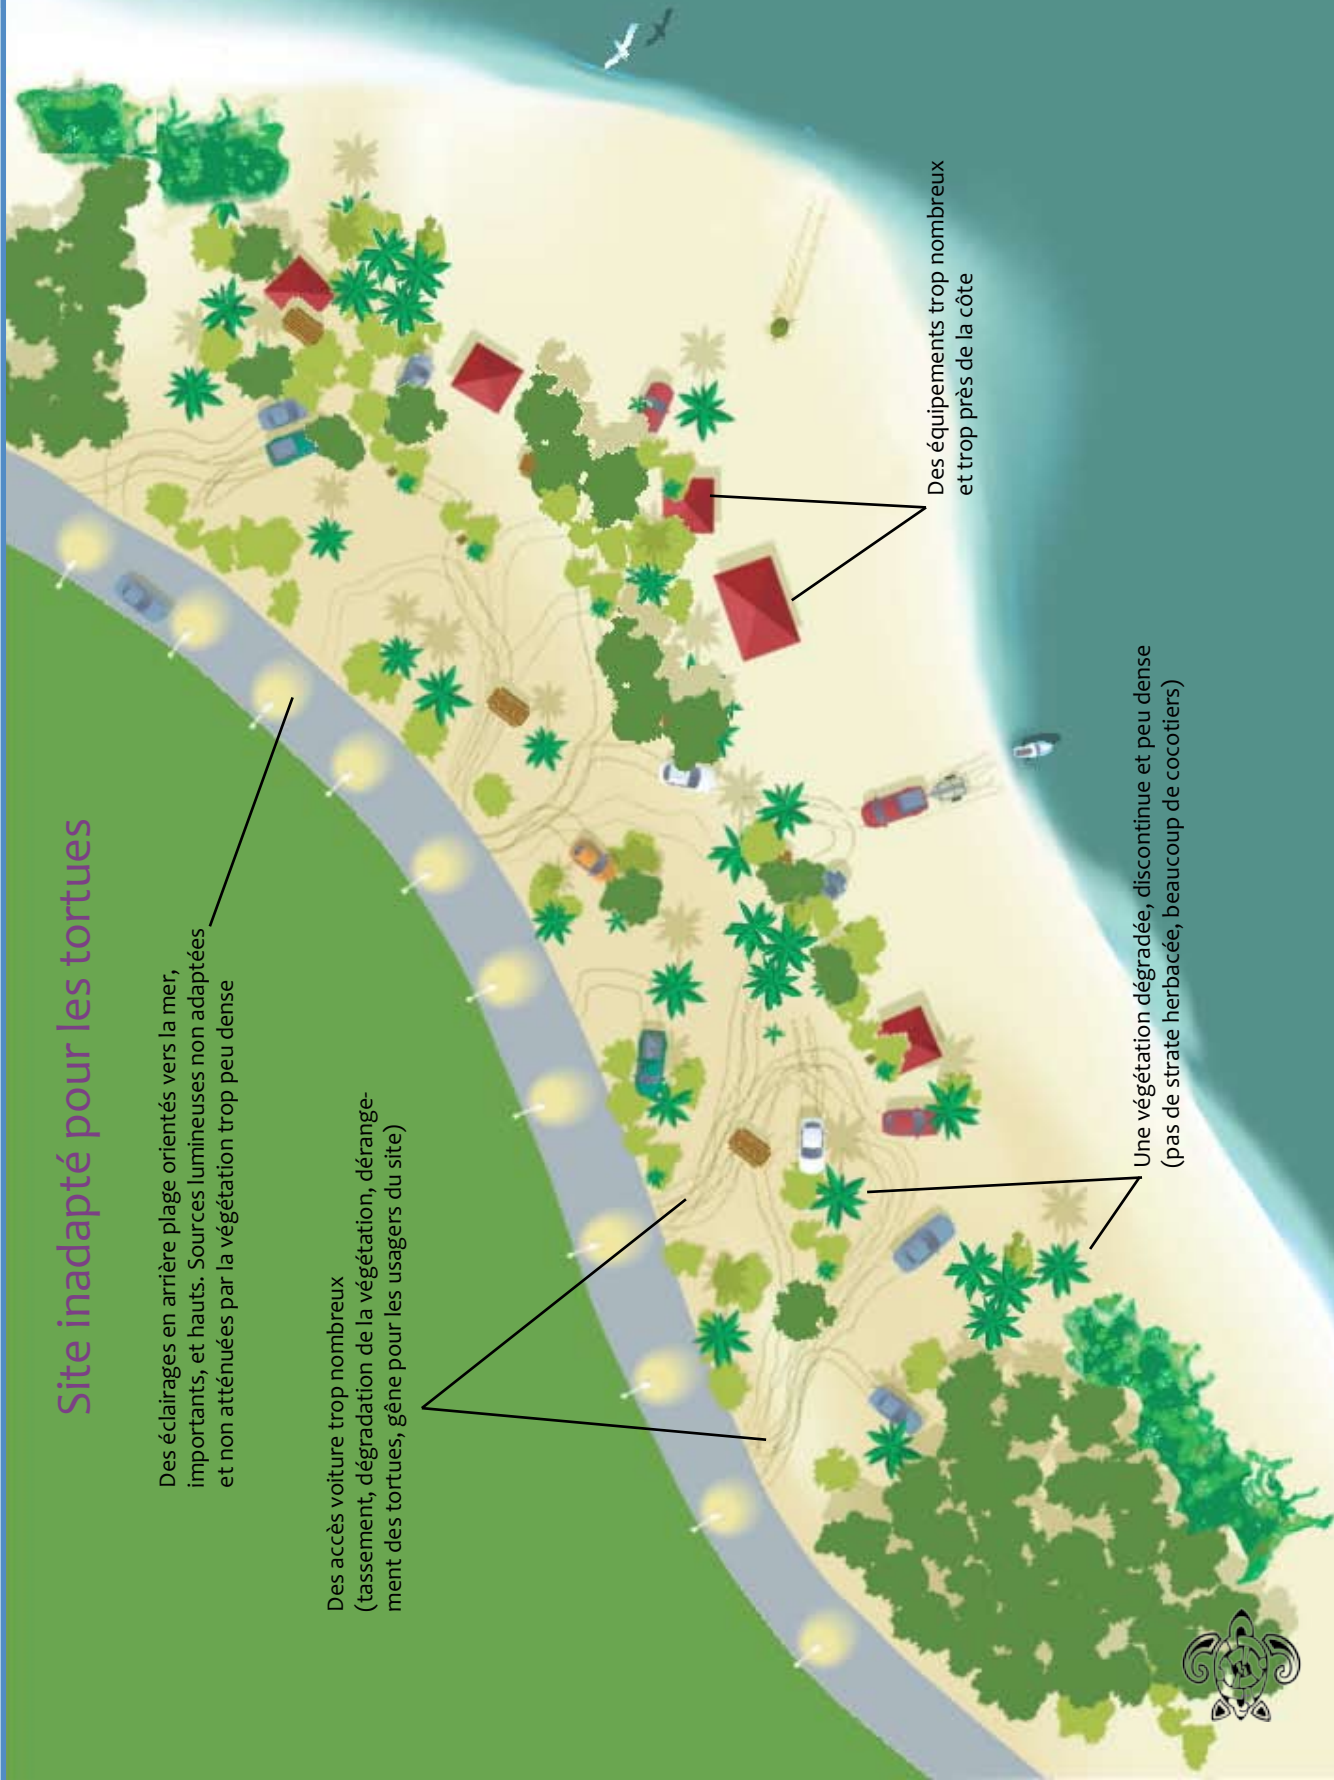 Site inadapté pour les tortues
Des éclairages en arrière plage orientés vers la mer,
importants, et hauts. Sources lumineuses non adaptées
et non atténuées par la végétation trop peu dense
Des accès voiture trop nombreux
(tassement, dégradation de la végétation, dérange-
ment des tortues, gêne pour les usagers du site)
Des équipements trop nombreux
et trop près de la côte
Une végétation dégradée, discontinue et peu dense
(pas de strate herbacée, beaucoup de cocotiers)